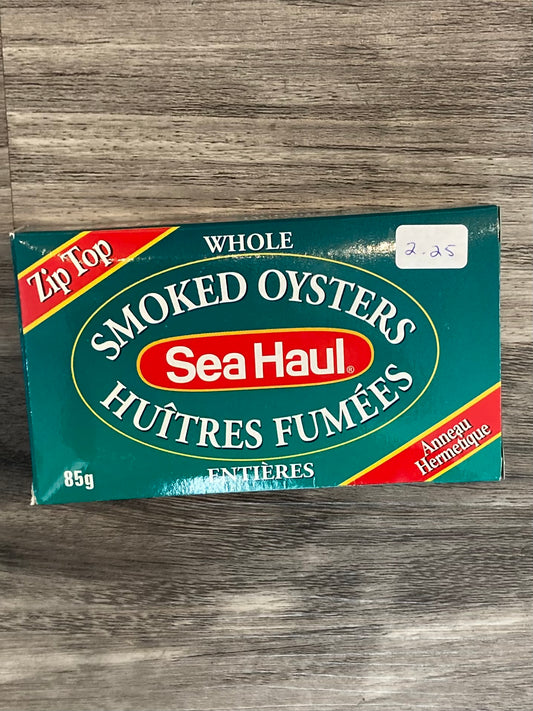 Zip Top
WHOLE
2.25
SMOKED OYSTERS
Sea Haul®
HUÎTRES FUMÉES
ENTIÈRES
85g
Anneau
Hermetique